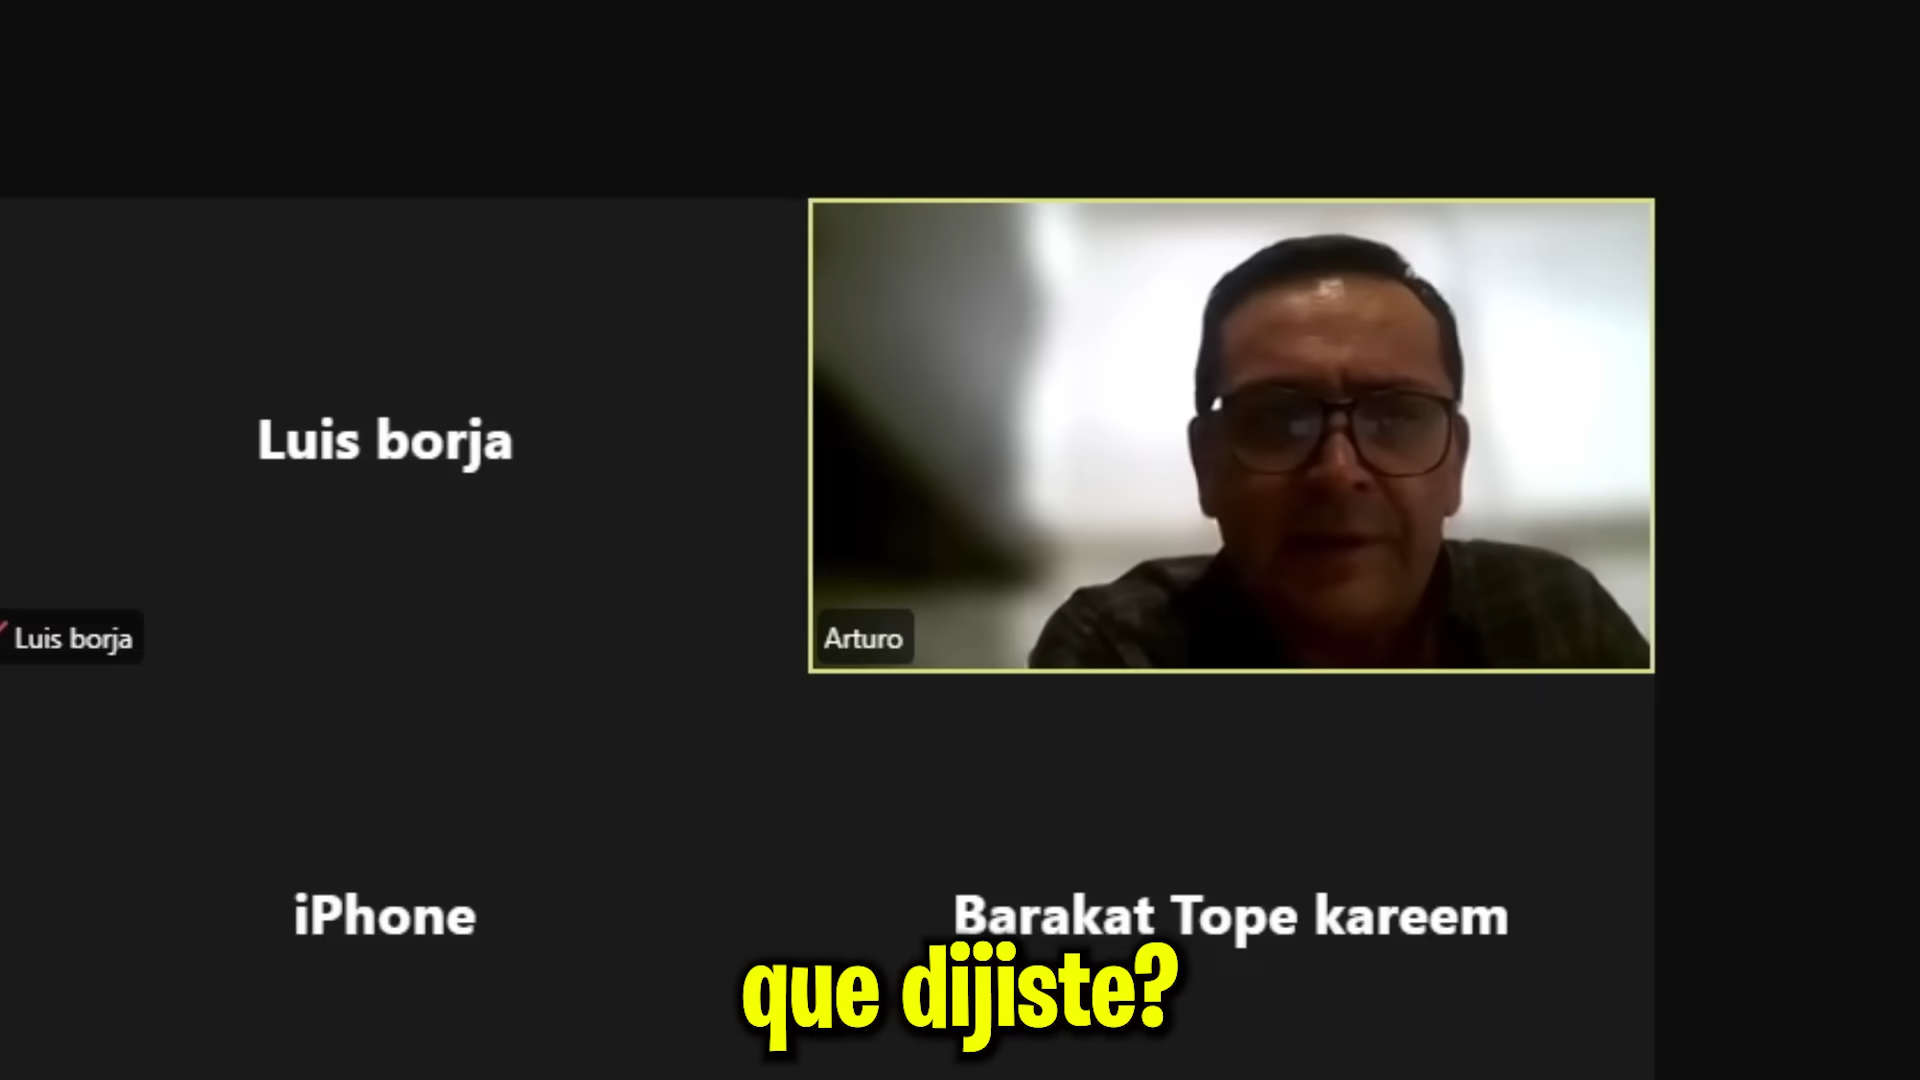 Luis borja
Luis borja
Arturo
iPhone
Barakat Tope kareem
que dijiste?